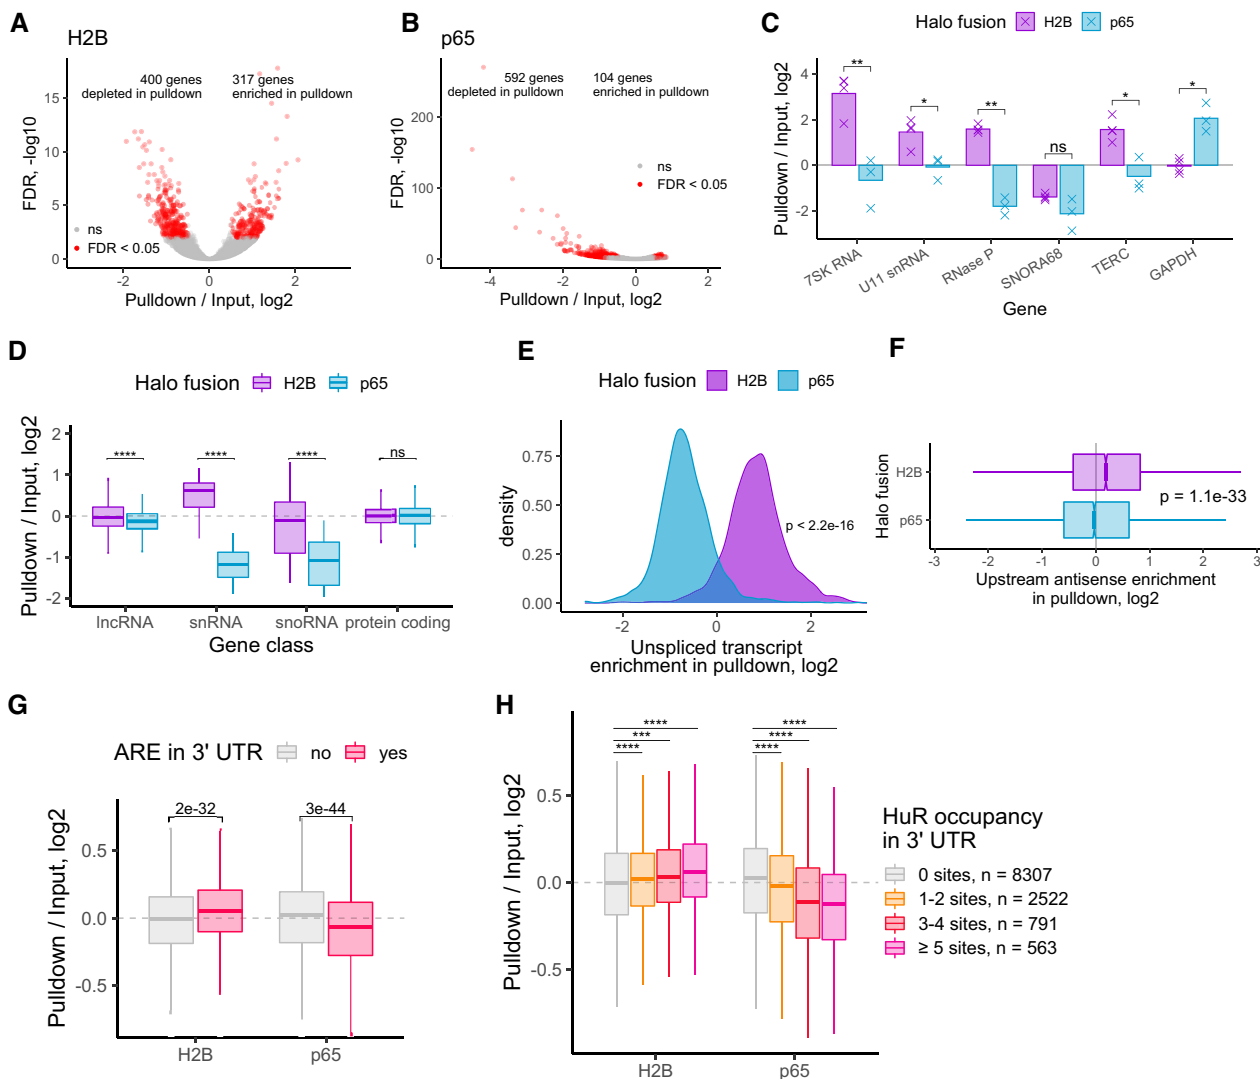 A
H2B
400 genes
depleted in pulldown
317 genes
enriched in pulldown
FDR, -log10
15
10
5
0
ns
FDR < 0.05
-2
0
2
Pulldown / Input, log2
B
p65
592 genes
depleted in pulldown
104 genes
enriched in pulldown
FDR, -log10
200
100
0
ns
FDR < 0.05
-4
-2
0
2
Pulldown / Input, log2
C
Halo fusion H2B p65
Pulldown / Input, log2
4
2
0
-2
**
*
**
ns
*
*
7SK RNA
U11 snRNA
RNase P
SNORA68
TERC
GAPDH
Gene
D
Halo fusion H2B p65
Pulldown / Input, log2
2
1
0
-1
-2
****
****
****
ns
lncRNA
snRNA
snoRNA
protein coding
Gene class
E
Halo fusion H2B p65
density
0.75
0.50
0.25
0.00
p < 2.2e-16
-2
0
2
Unspliced transcript
enrichment in pulldown, log2
F
Halo fusion
H2B
p65
p = 1.1e-33
-3
-2
-1
0
1
2
3
Upstream antisense enrichment
in pulldown, log2
G
ARE in 3' UTR no yes
Pulldown / Input, log2
0.5
0.0
-0.5
2e-32
3e-44
H2B
p65
H
Pulldown / Input, log2
0.5
0.0
-0.5
****
***
****
****
****
****
H2B
p65
HuR occupancy
in 3' UTR
0 sites, n = 8307
1-2 sites, n = 2522
3-4 sites, n = 791
≥ 5 sites, n = 563